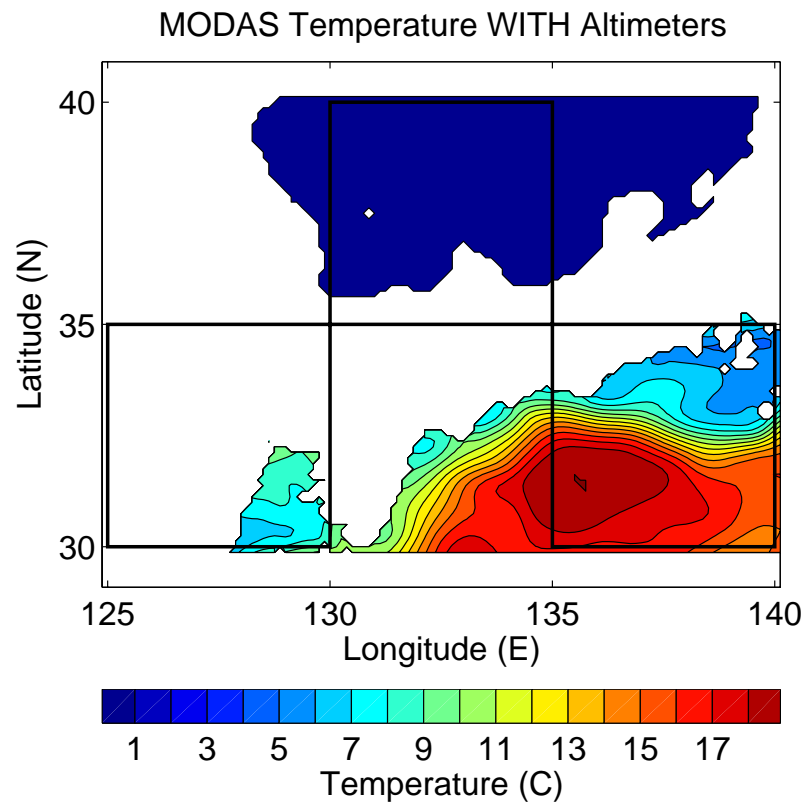 MODAS Temperature WITH Altimeters
40
35
30
Latitude (N)
125 130 135 140
Longitude (E)
1 3 5 7 9 11 13 15 17
Temperature (C)